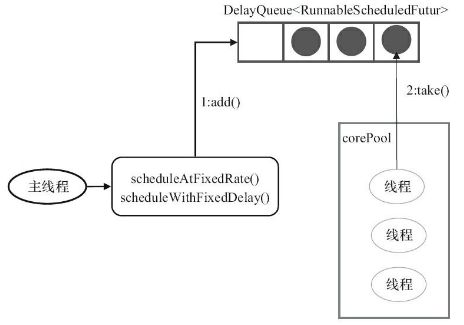 DelayQueue<RunnableScheduledFutur>
1:add()
2:take()
corePool
主线程
scheduleAtFixedRate()
scheduleWithFixedDelay()
线程
线程
线程